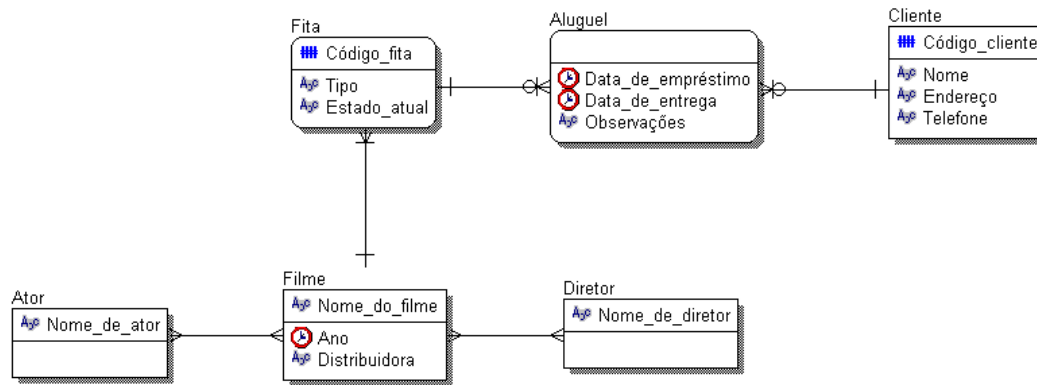 Fita
Código_fita
Tipo
Estado_atual
Aluguel
Data_de_empréstimo
Data_de_entrega
Observações
Cliente
Código_cliente
Nome
Endereço
Telefone
Ator
Nome_de_ator
Filme
Nome_do_filme
Ano
Distribuidora
Diretor
Nome_de_diretor